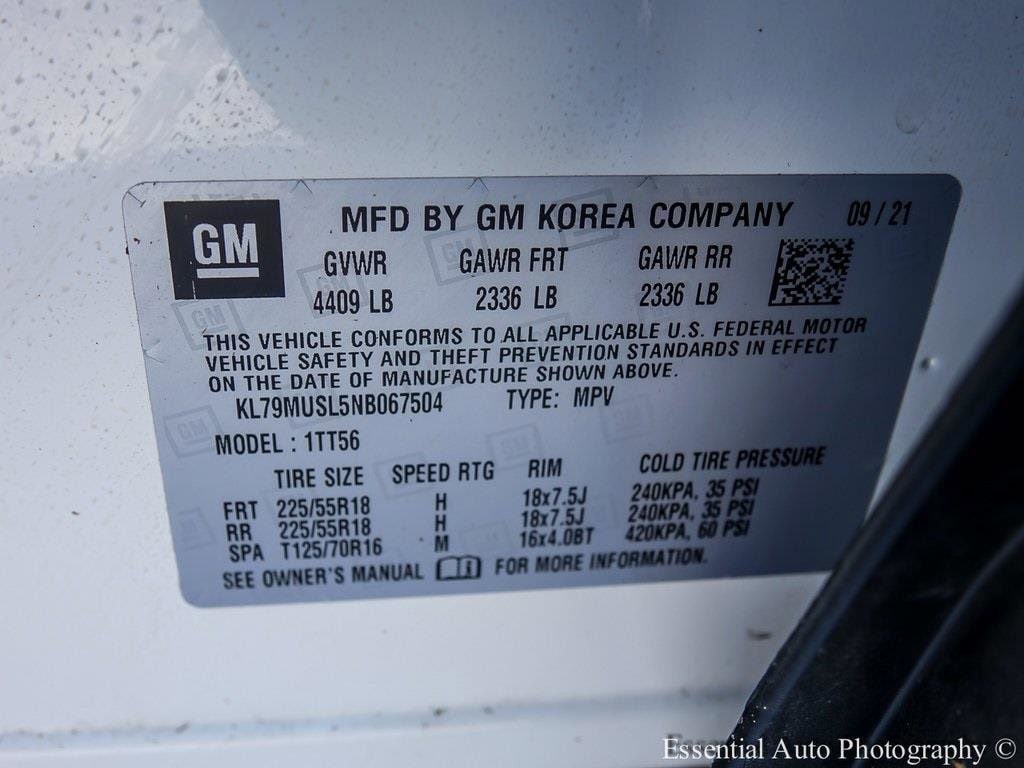 GM
MFD BY GM KOREA COMPANY 09 / 21
GVWR GAWR FRT GAWR RR
4409 LB 2336 LB 2336 LB
THIS VEHICLE CONFORMS TO ALL APPLICABLE U.S. FEDERAL MOTOR
VEHICLE SAFETY AND THEFT PREVENTION STANDARDS IN EFFECT
ON THE DATE OF MANUFACTURE SHOWN ABOVE.
KL79MUSL5NB067504 TYPE: MPV
MODEL : 1TT56
TIRE SIZE SPEED RTG RIM COLD TIRE PRESSURE
FRT 225/55R18 H 18x7.5J 240KPA, 35 PSI
RR 225/55R18 H 18x7.5J 240KPA, 35 PSI
SPA T125/70R16 M 16x4.0BT 420KPA, 60 PSI
SEE OWNER'S MANUAL FOR MORE INFORMATION.
Essential Auto Photography ©